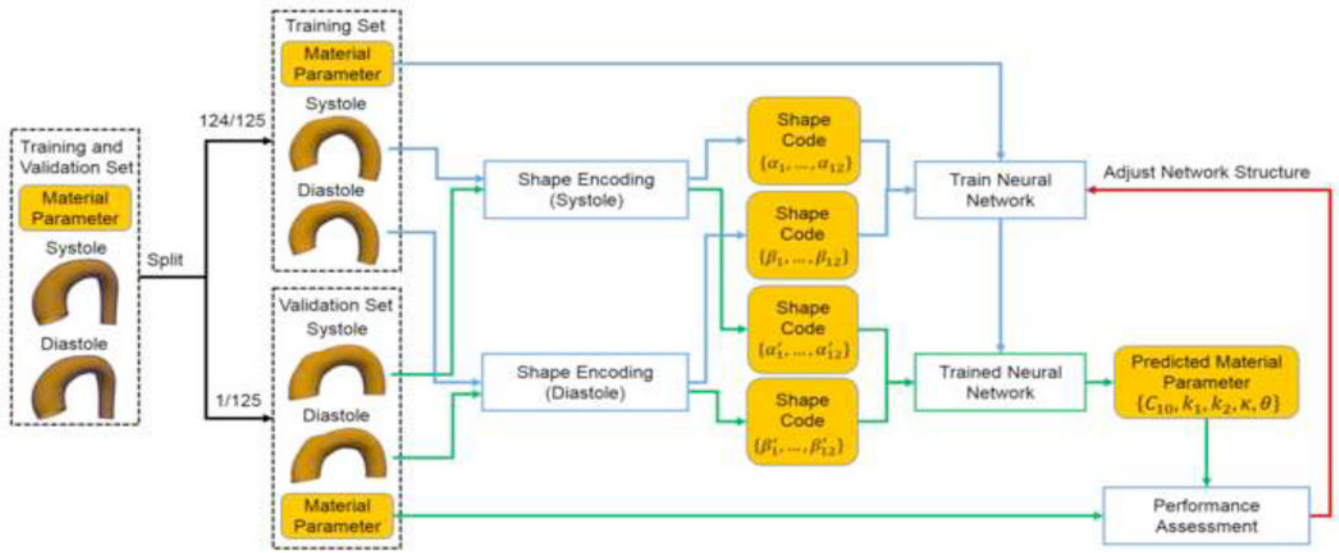 Training and
Validation Set
Material
Parameter
Systole
Diastole
Split
124/125
1/125
Training Set
Material
Parameter
Systole
Diastole
Validation Set
Systole
Diastole
Material
Parameter
Shape Encoding
(Systole)
Shape Encoding
(Diastole)
Shape
Code
{α₁, ..., α₁₂}
Shape
Code
{β₁, ..., β₁₂}
Shape
Code
{α′₁, ..., α′₁₂}
Shape
Code
{β′₁, ..., β′₁₂}
Train Neural
Network
Trained Neural
Network
Adjust Network Structure
Predicted Material
Parameter
{C₁₀, k₁, k₂, κ, θ}
Performance
Assessment